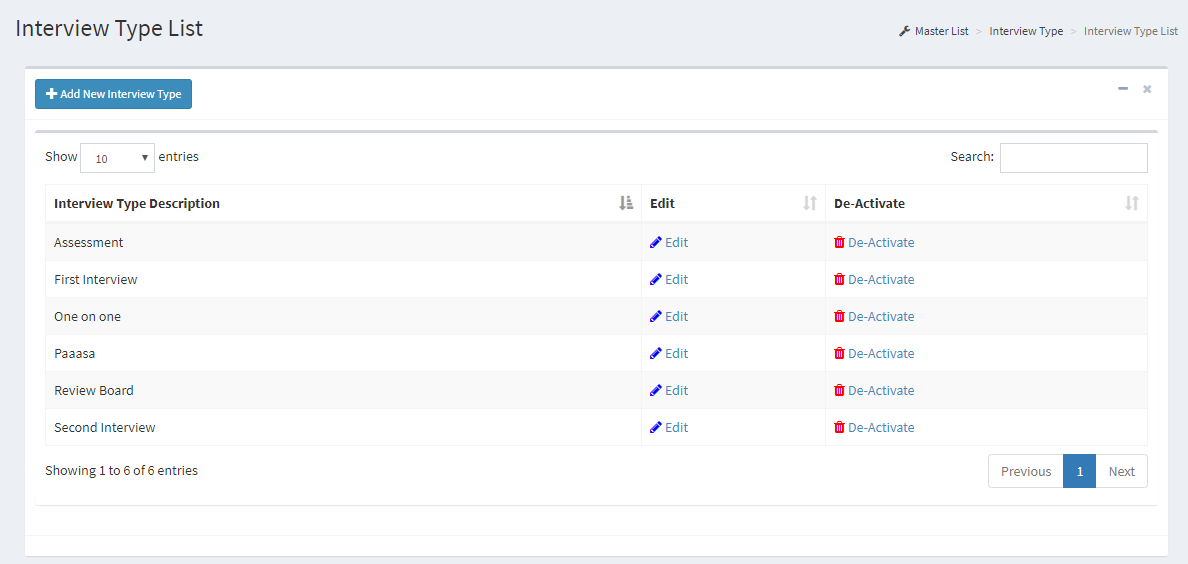 Interview Type List
Master List > Interview Type > Interview Type List
Add New Interview Type
Show 10 entries Search:
Interview Type Description Edit De-Activate
Assessment Edit De-Activate
First Interview Edit De-Activate
One on one Edit De-Activate
Paaasa Edit De-Activate
Review Board Edit De-Activate
Second Interview Edit De-Activate
Showing 1 to 6 of 6 entries Previous 1 Next